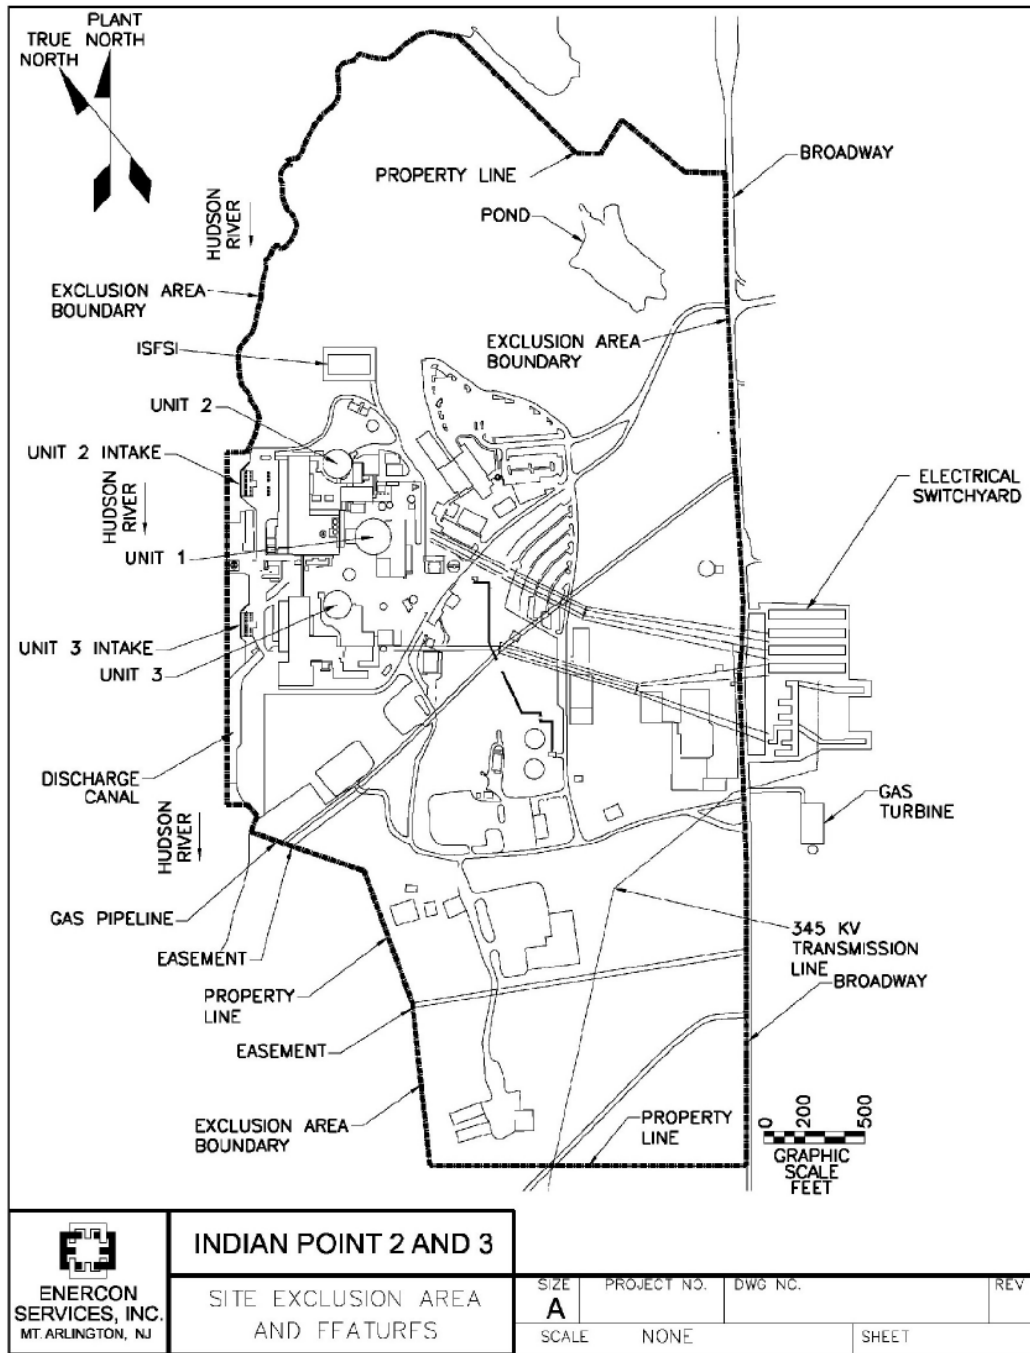 PLANT
NORTH
TRUE
NORTH
BROADWAY
PROPERTY LINE
POND
HUDSON
RIVER
EXCLUSION AREA
BOUNDARY
EXCLUSION AREA
BOUNDARY
ISFSI
UNIT 2
UNIT 2 INTAKE
HUDSON
RIVER
ELECTRICAL
SWITCHYARD
UNIT 1
UNIT 3 INTAKE
UNIT 3
DISCHARGE
CANAL
HUDSON
RIVER
GAS
TURBINE
GAS PIPELINE
EASEMENT
345 KV
TRANSMISSION
LINE
BROADWAY
PROPERTY
LINE
EASEMENT
EXCLUSION AREA
BOUNDARY
PROPERTY
LINE
0 200 500
GRAPHIC
SCALE
FEET
ENERCON
SERVICES, INC.
MT. ARLINGTON, NJ
INDIAN POINT 2 AND 3
SITE EXCLUSION AREA
AND FEATURES
SIZE
A
PROJECT NO.
DWG NO.
REV
SCALE NONE
SHEET